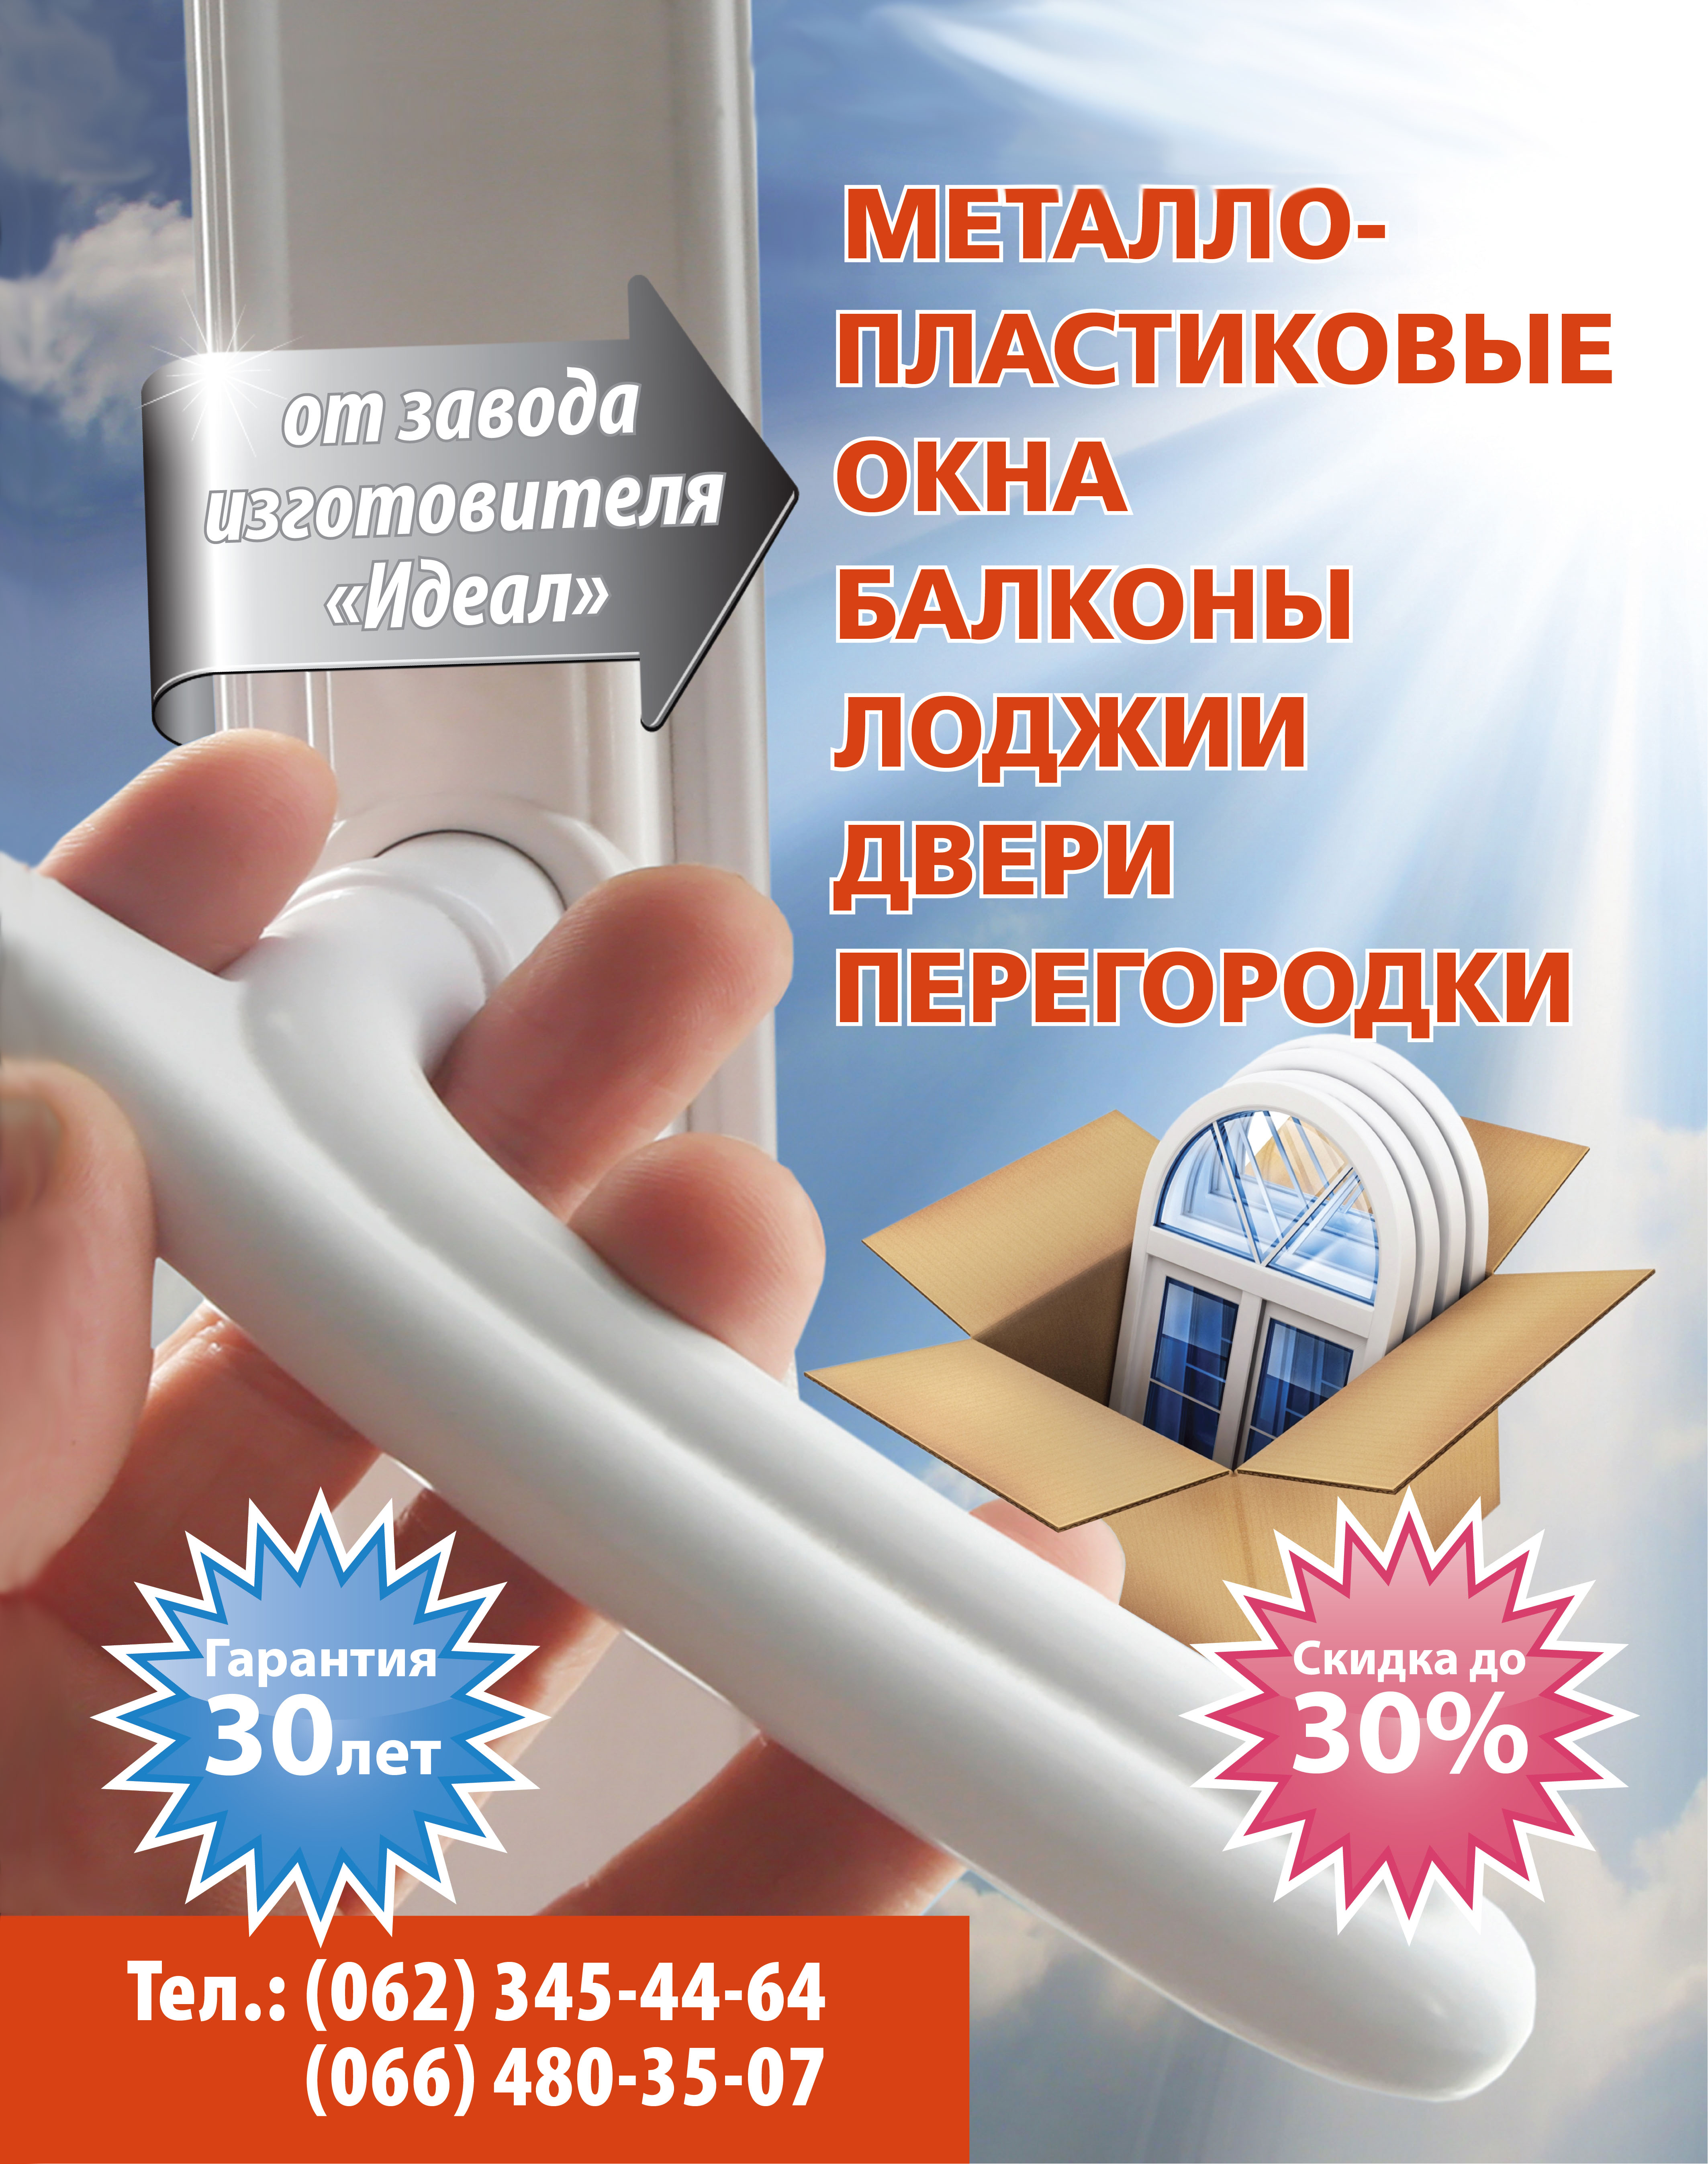 МЕТАЛЛО-
ПЛАСТИКОВЫЕ
ОКНА
БАЛКОНЫ
ЛОДЖИИ
ДВЕРИ
ПЕРЕГОРОДКИ
от завода
изготовителя
«Идеал»
Гарантия
30лет
Скидка до
30%
Тел.: (062) 345-44-64
(066) 480-35-07